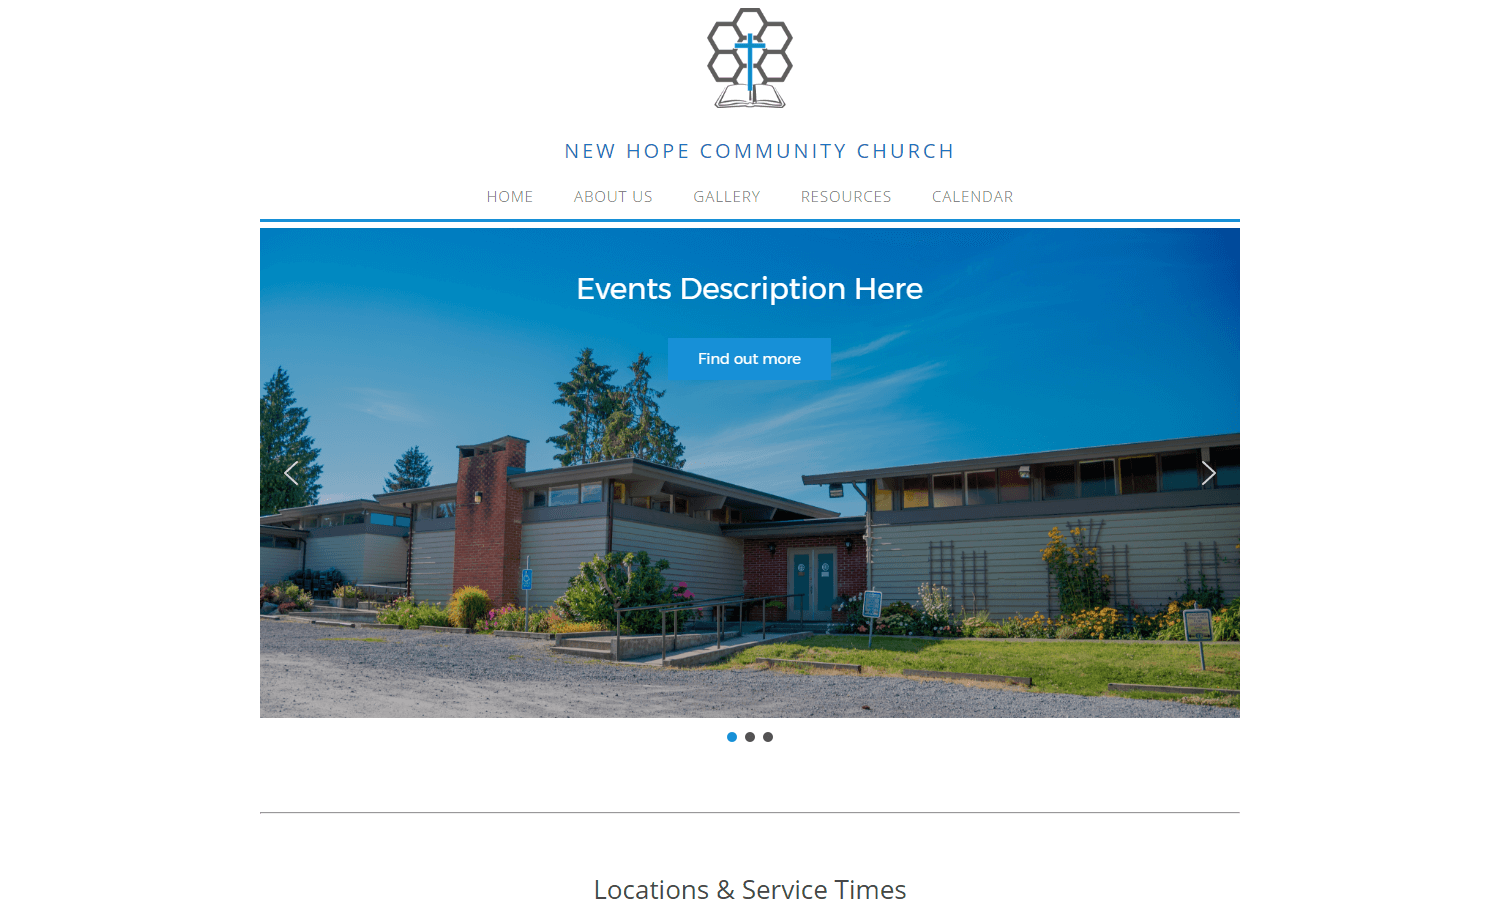 NEW HOPE COMMUNITY CHURCH
HOME ABOUT US GALLERY RESOURCES CALENDAR
Events Description Here
Find out more
Locations & Service Times